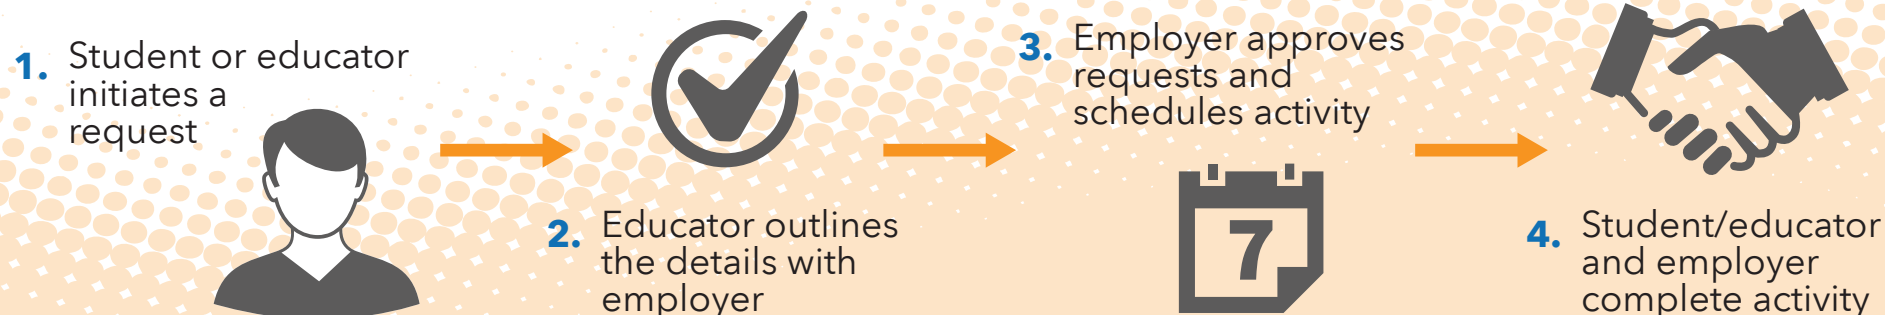 1. Student or educator
initiates a
request
2. Educator outlines
the details with
employer
3. Employer approves
requests and
schedules activity
7
4. Student/educator
and employer
complete activity